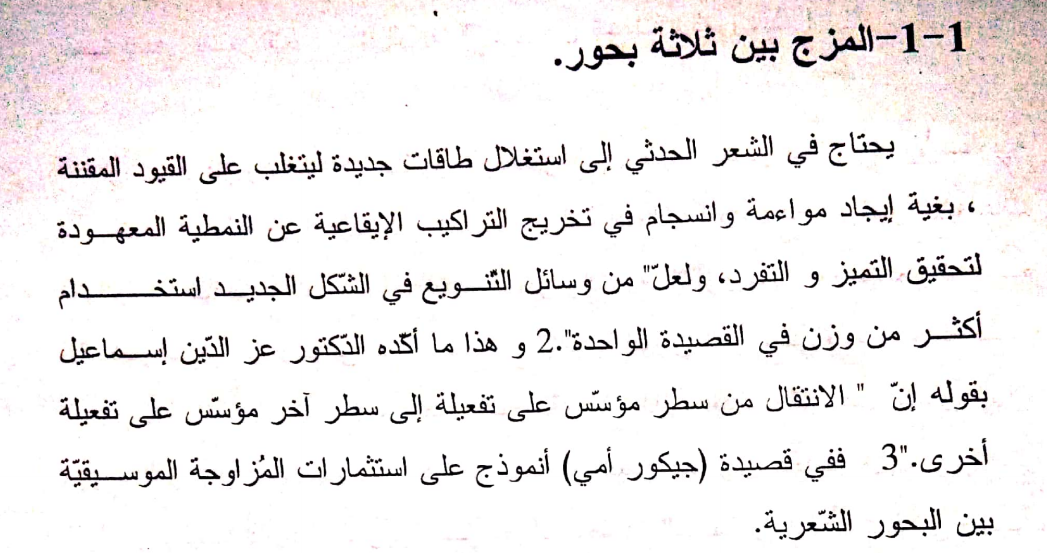 1-1-المزج بين ثلاثة بحور.
يحتاج في الشعر الحدثي إلى استغلال طاقات جديدة ليتغلب على القيود المقننة
، بغية إيجاد مواءمة وانسجام في تخريج التراكيب الإيقاعية عن النمطية المعهودة
لتحقيق التميز و التفرد، ولعلّ" من وسائل التّنويع في الشّكل الجديد استخدام
أكثر من وزن في القصيدة الواحدة".2 و هذا ما أكّده الدّكتور عز الدّين إسماعيل
بقوله إنّ " الانتقال من سطر مؤسّس على تفعيلة إلى سطر آخر مؤسّس على تفعيلة
أخرى."3 ففي قصيدة (جيكور أمي) أنموذج على استثمارات المُزاوجة الموسيقيّة
بين البحور الشّعرية.